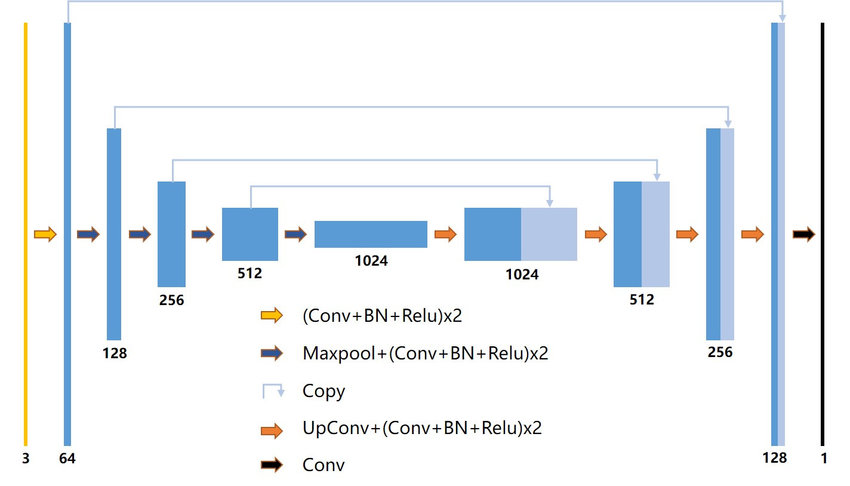 512
1024
1024
512
256
256
128
3
64
128
1
(Conv+BN+Relu)x2
Maxpool+(Conv+BN+Relu)x2
Copy
UpConv+(Conv+BN+Relu)x2
Conv